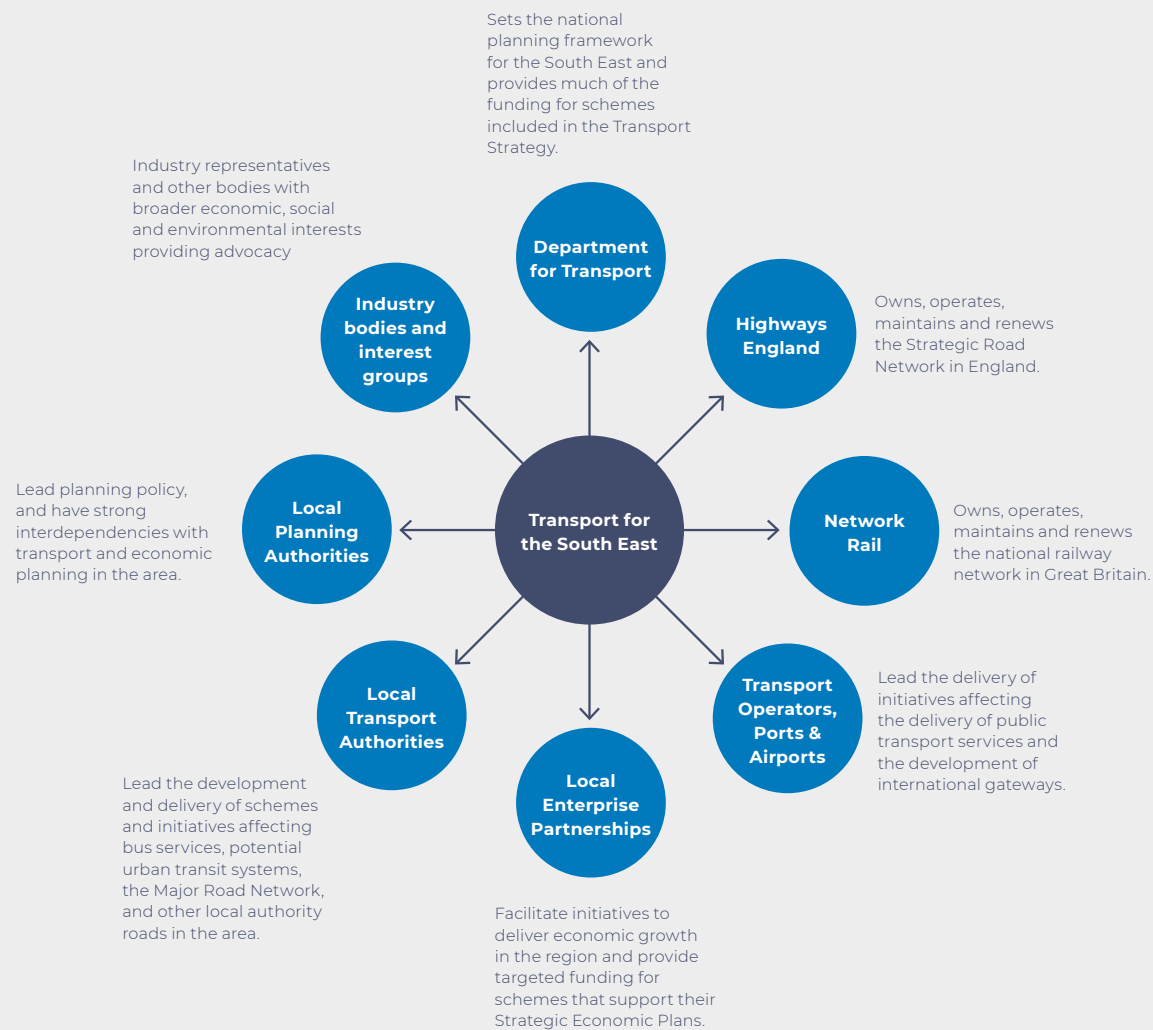 Sets the national
planning framework
for the South East and
provides much of the
funding for schemes
included in the Transport
Strategy.
Department
for Transport
Highways
England
Owns, operates,
maintains and renews
the Strategic Road
Network in England.
Network
Rail
Owns, operates,
maintains and renews
the national railway
network in Great Britain.
Transport
Operators,
Ports &
Airports
Lead the delivery of
initiatives affecting
the delivery of public
transport services and
the development of
international gateways.
Local
Enterprise
Partnerships
Facilitate initiatives to
deliver economic growth
in the region and provide
targeted funding for
schemes that support their
Strategic Economic Plans.
Local
Transport
Authorities
Lead the development
and delivery of schemes
and initiatives affecting
bus services, potential
urban transit systems,
the Major Road Network,
and other local authority
roads in the area.
Local
Planning
Authorities
Lead planning policy,
and have strong
interdependencies with
transport and economic
planning in the area.
Industry
bodies and
interest
groups
Industry representatives
and other bodies with
broader economic, social
and environmental interests
providing advocacy
Transport for
the South East